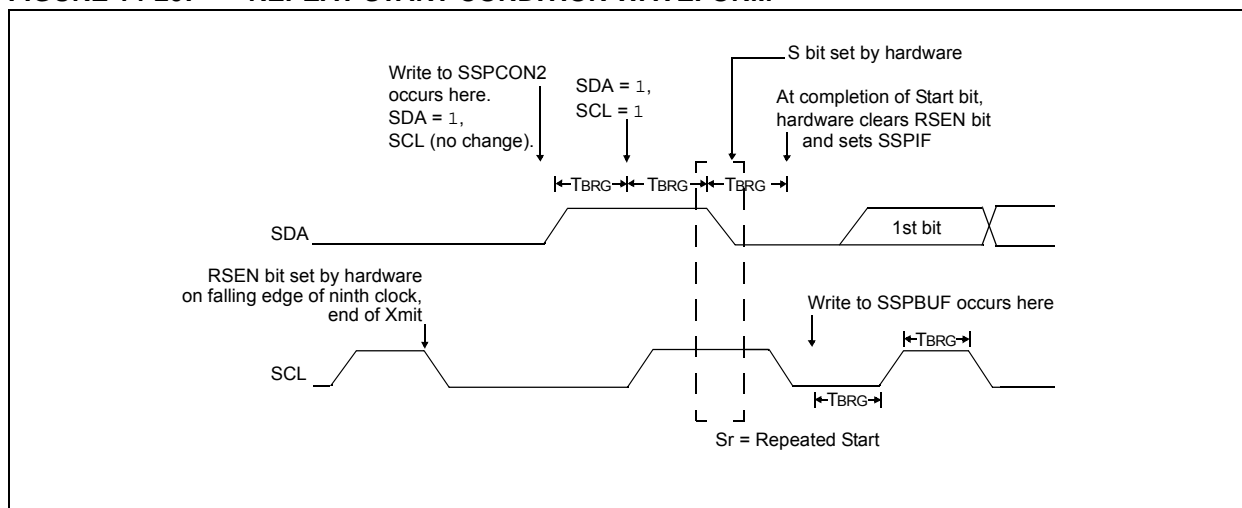 S bit set by hardware
Write to SSPCON2
occurs here.
SDA = 1,
SCL (no change).
SDA = 1,
SCL = 1
At completion of Start bit,
hardware clears RSEN bit
and sets SSPIF
TBRG
TBRG
TBRG
SDA
1st bit
RSEN bit set by hardware
on falling edge of ninth clock,
end of Xmit
Write to SSPBUF occurs here
TBRG
SCL
TBRG
Sr = Repeated Start